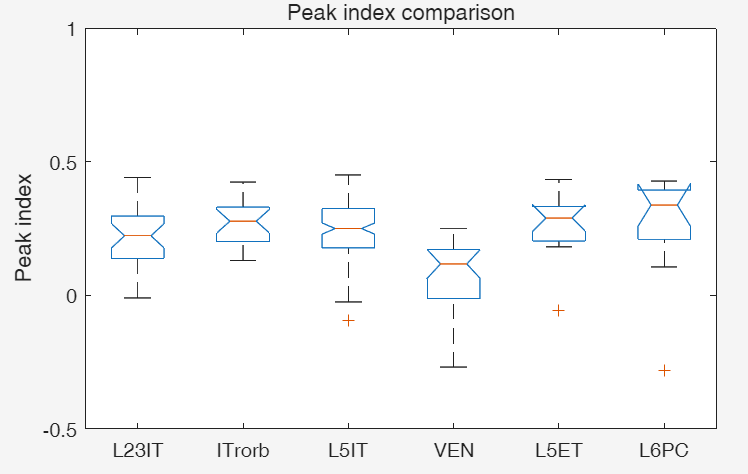 Peak index comparison
1
0.5
0
-0.5
Peak index
L23IT ITrorb L5IT VEN L5ET L6PC